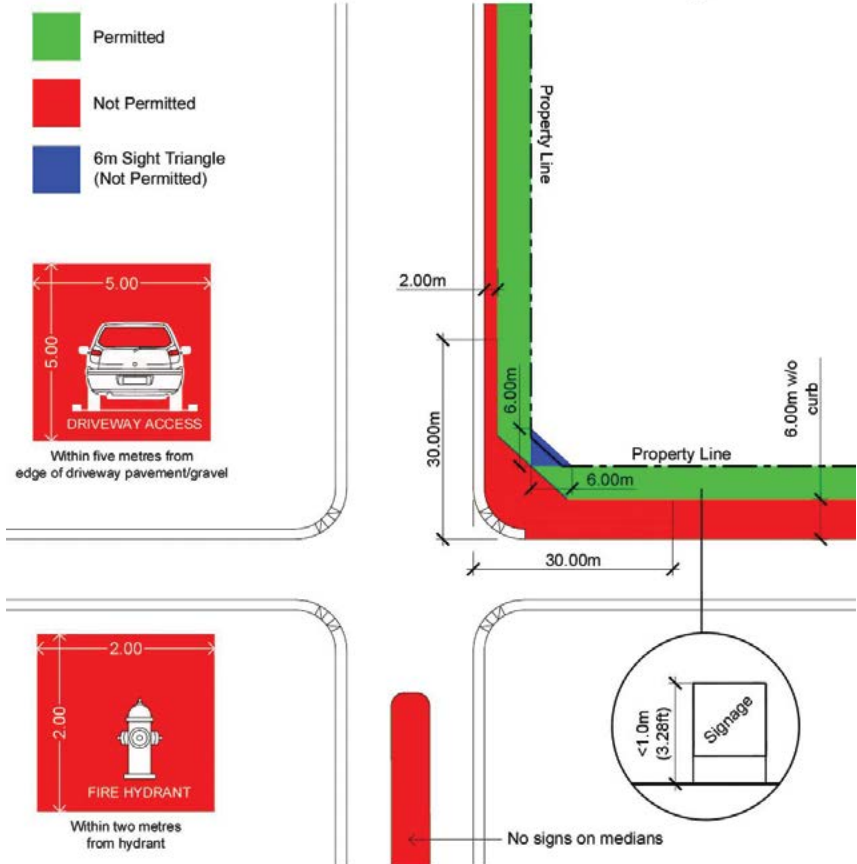 Permitted
Not Permitted
6m Sight Triangle
(Not Permitted)
5.00
5.00
DRIVEWAY ACCESS
Within five metres from
edge of driveway pavement/gravel
Property Line
2.00m
30.00m
6.00m
6.00m
Property Line
6.00m w/o
curb
30.00m
2.00
2.00
FIRE HYDRANT
Within two metres
from hydrant
<1.0m
(3.28ft)
Signage
No signs on medians